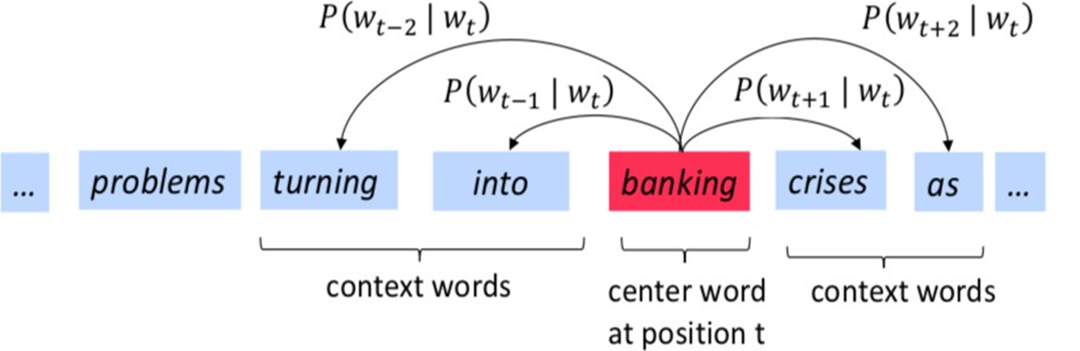 P(w_{t−2} | w_t) P(w_{t+2} | w_t)
P(w_{t−1} | w_t) P(w_{t+1} | w_t)
... problems turning into banking crises as ...
context words center word context words
at position t